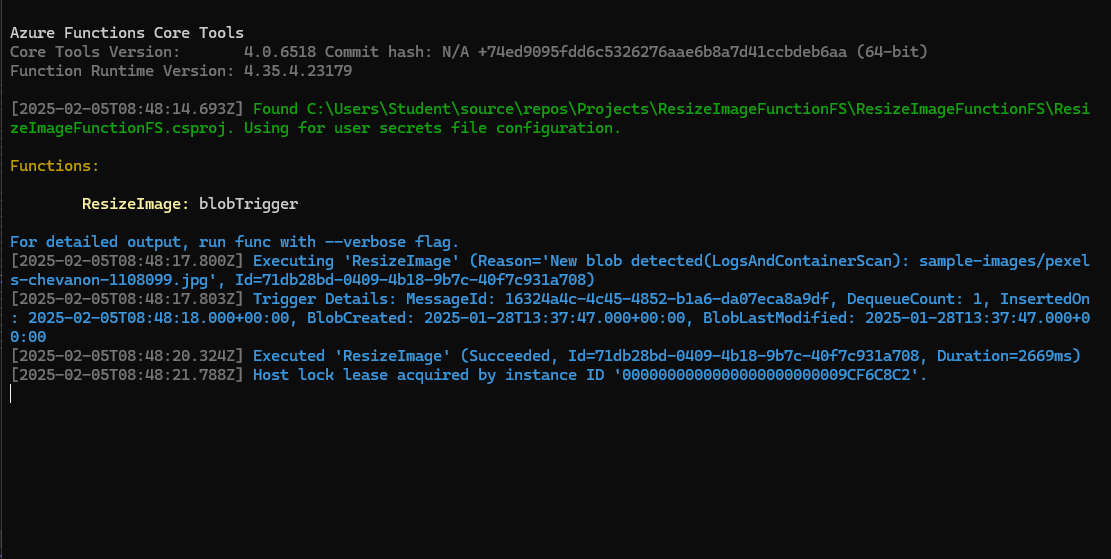 Azure Functions Core Tools
Core Tools Version:       4.0.6518 Commit hash: N/A +74ed9095fdd6c5326276aae6b8a7d41ccbdeb6aa (64-bit)
Function Runtime Version: 4.35.4.23179
[2025-02-05T08:48:14.693Z] Found C:\Users\Student\source\repos\Projects\ResizeImageFunctionFS\ResizeImageFunctionFS\Resi
zeImageFunctionFS.csproj. Using for user secrets file configuration.
Functions:
        ResizeImage: blobTrigger
For detailed output, run func with --verbose flag.
[2025-02-05T08:48:17.800Z] Executing 'ResizeImage' (Reason='New blob detected(LogsAndContainerScan): sample-images/pexel
s-chevanon-1108099.jpg', Id=71db28bd-0409-4b18-9b7c-40f7c931a708)
[2025-02-05T08:48:17.803Z] Trigger Details: MessageId: 16324a4c-4c45-4852-b1a6-da07eca8a9df, DequeueCount: 1, InsertedOn
: 2025-02-05T08:48:18.000+00:00, BlobCreated: 2025-01-28T13:37:47.000+00:00, BlobLastModified: 2025-01-28T13:37:47.000+0
0:00
[2025-02-05T08:48:20.324Z] Executed 'ResizeImage' (Succeeded, Id=71db28bd-0409-4b18-9b7c-40f7c931a708, Duration=2669ms)
[2025-02-05T08:48:21.788Z] Host lock lease acquired by instance ID '0000000000000000000000009CF6C8C2'.